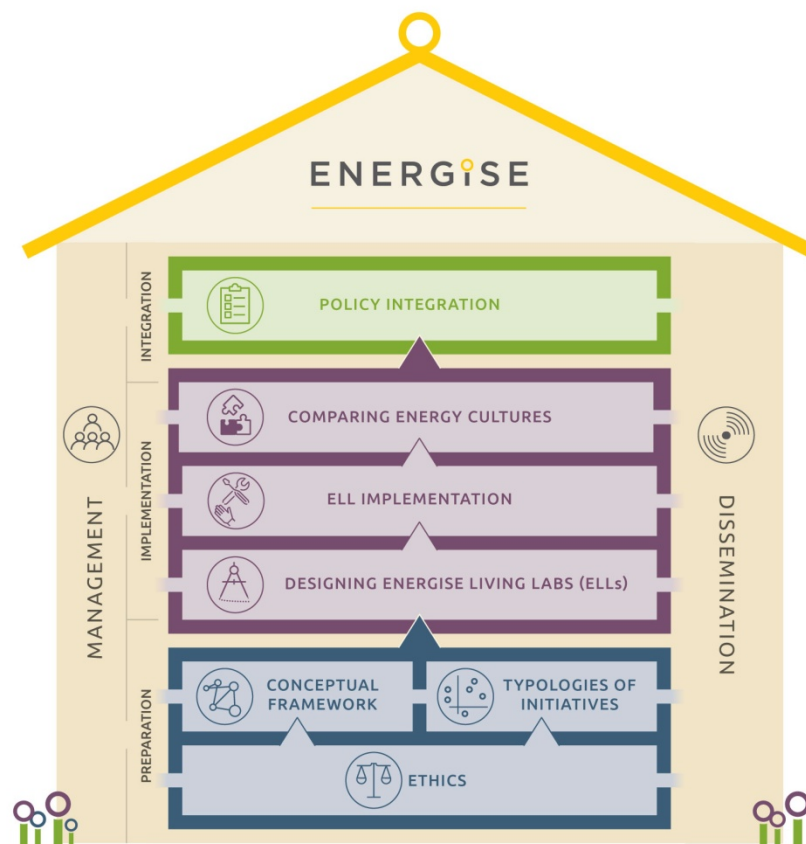 ENERGISE
INTEGRATION
POLICY INTEGRATION
IMPLEMENTATION
COMPARING ENERGY CULTURES
ELL IMPLEMENTATION
DESIGNING ENERGISE LIVING LABS (ELLs)
MANAGEMENT
DISSEMINATION
PREPARATION
CONCEPTUAL
FRAMEWORK
TYPOLOGIES OF
INITIATIVES
ETHICS